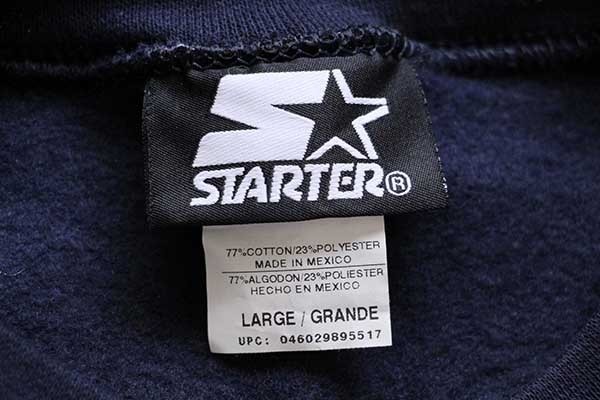 STARTER®
77%COTTON/23%POLYESTER
MADE IN MEXICO
77%ALGODON/23%POLIESTER
HECHO EN MEXICO
LARGE / GRANDE
UPC: 046029895517